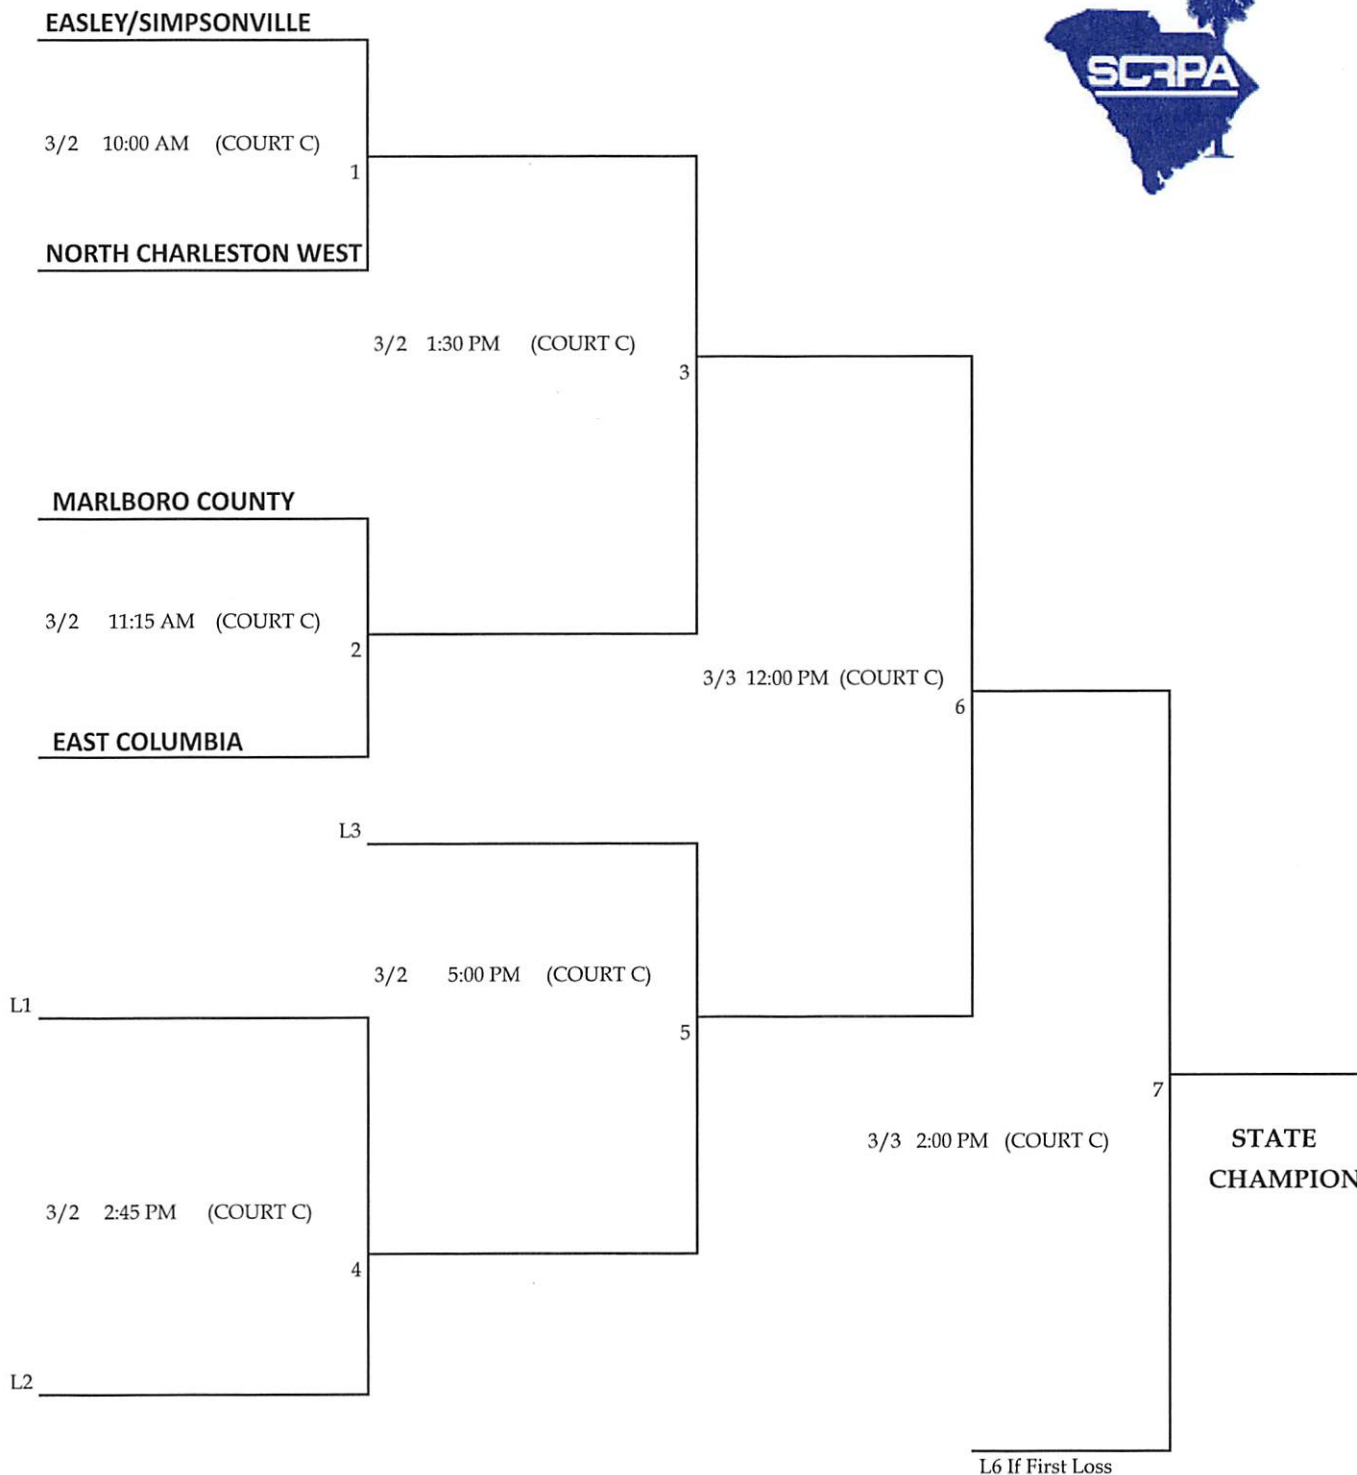 EASLEY/SIMPSONVILLE
SCRPA
3/2 10:00 AM (COURT C)
1
NORTH CHARLESTON WEST
3/2 1:30 PM (COURT C)
3
MARLBORO COUNTY
3/2 11:15 AM (COURT C)
2
3/3 12:00 PM (COURT C)
6
EAST COLUMBIA
L3
3/2 5:00 PM (COURT C)
L1
5
7
3/3 2:00 PM (COURT C)
STATE
CHAMPION
3/2 2:45 PM (COURT C)
4
L2
L6 If First Loss